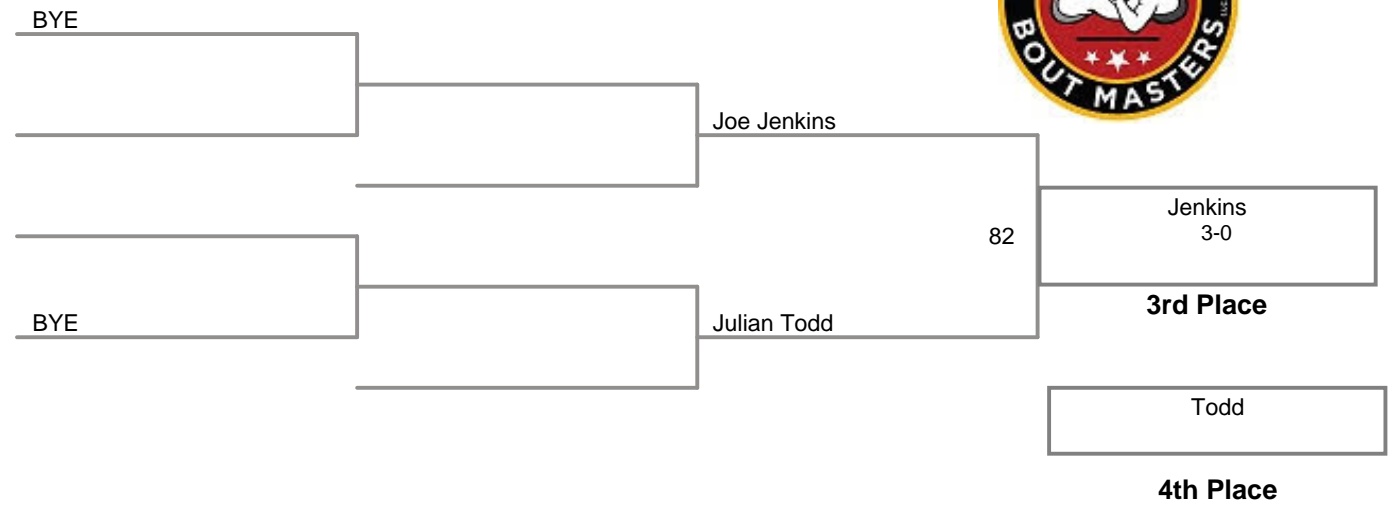 BYE
BOUT MASTERS
Joe Jenkins
Jenkins
82
3-0
3rd Place
BYE
Julian Todd
Todd
4th Place